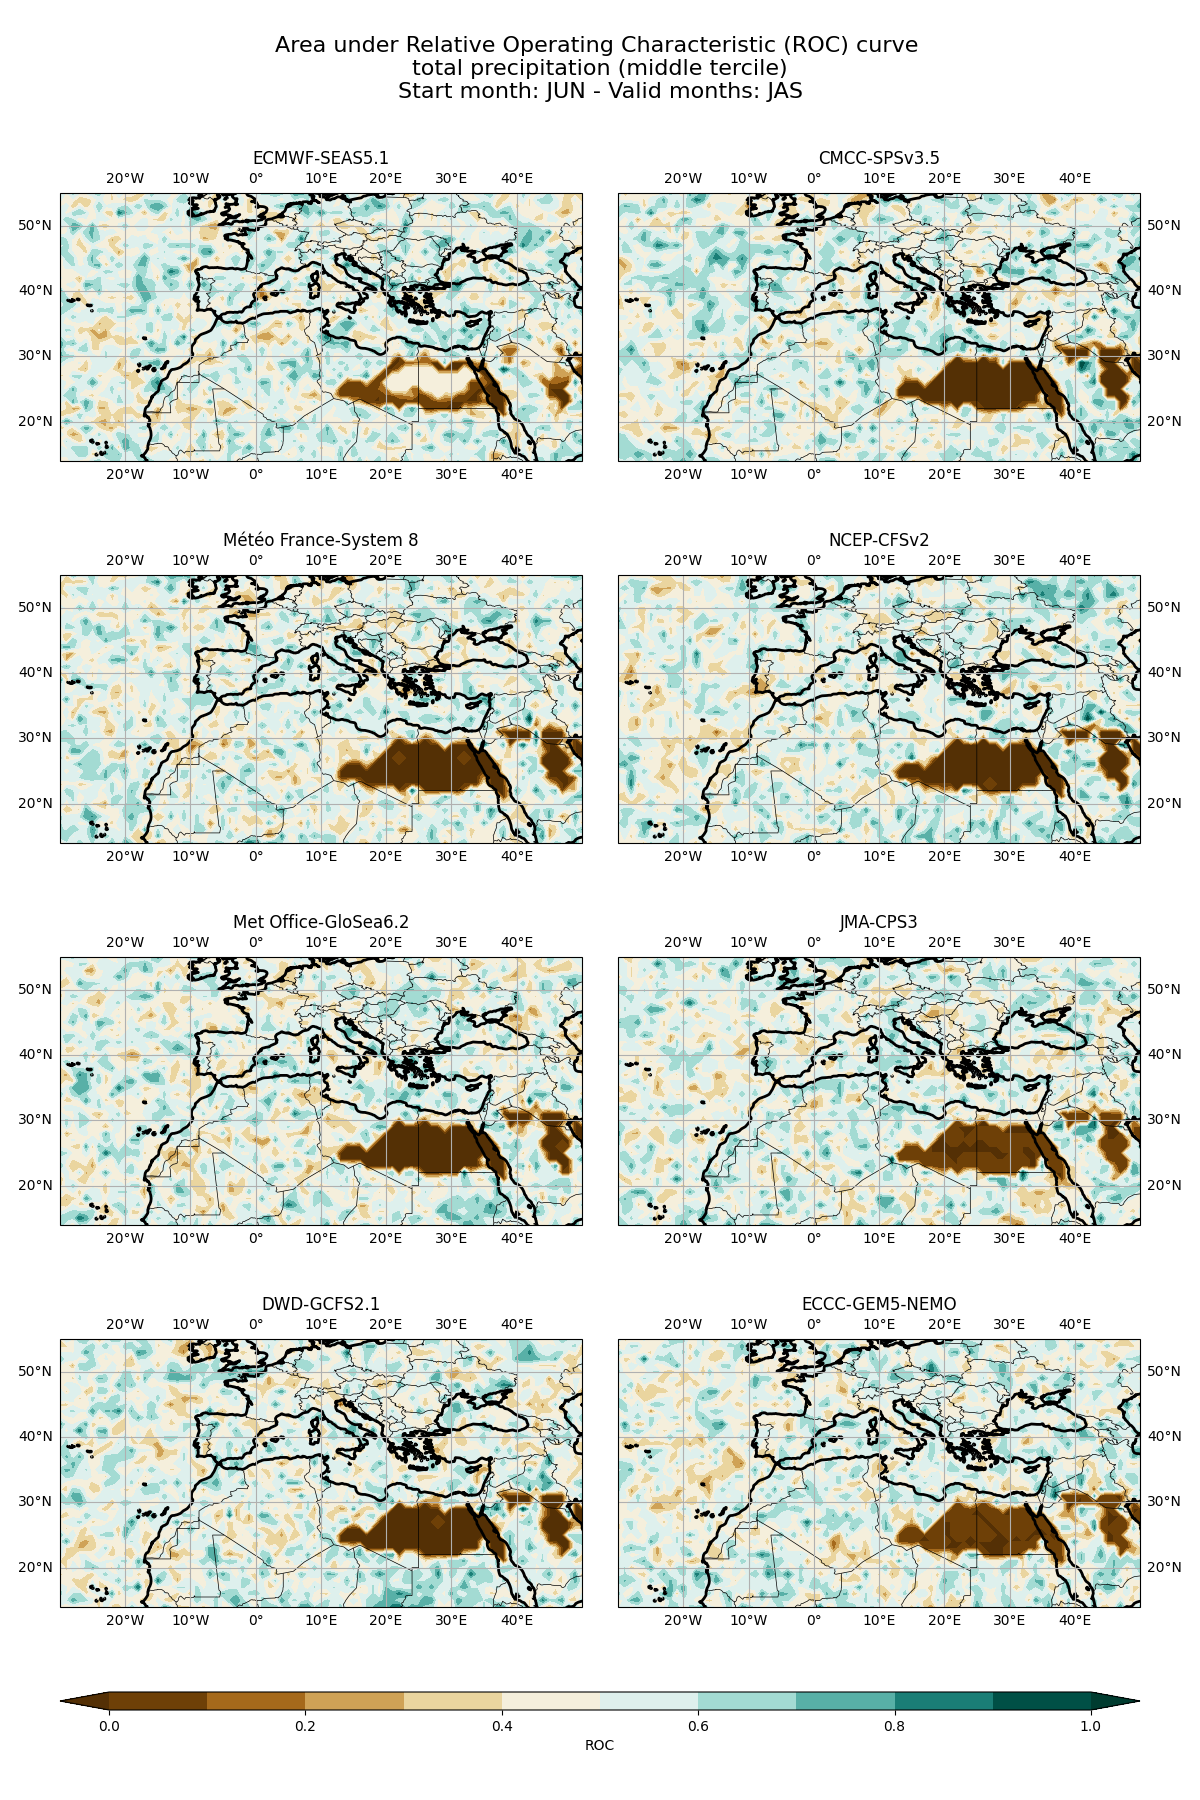 Area under Relative Operating Characteristic (ROC) curve
total precipitation (middle tercile)
Start month: JUN - Valid months: JAS
ECMWF-SEAS5.1
20°W 10°W 0° 10°E 20°E 30°E 40°E
50°N
40°N
30°N
20°N
20°W 10°W 0° 10°E 20°E 30°E 40°E
CMCC-SPSv3.5
20°W 10°W 0° 10°E 20°E 30°E 40°E
50°N
40°N
30°N
20°N
20°W 10°W 0° 10°E 20°E 30°E 40°E
Météo France-System 8
20°W 10°W 0° 10°E 20°E 30°E 40°E
50°N
40°N
30°N
20°N
20°W 10°W 0° 10°E 20°E 30°E 40°E
NCEP-CFSv2
20°W 10°W 0° 10°E 20°E 30°E 40°E
50°N
40°N
30°N
20°N
20°W 10°W 0° 10°E 20°E 30°E 40°E
Met Office-GloSea6.2
20°W 10°W 0° 10°E 20°E 30°E 40°E
50°N
40°N
30°N
20°N
20°W 10°W 0° 10°E 20°E 30°E 40°E
JMA-CPS3
20°W 10°W 0° 10°E 20°E 30°E 40°E
50°N
40°N
30°N
20°N
20°W 10°W 0° 10°E 20°E 30°E 40°E
DWD-GCFS2.1
20°W 10°W 0° 10°E 20°E 30°E 40°E
50°N
40°N
30°N
20°N
20°W 10°W 0° 10°E 20°E 30°E 40°E
ECCC-GEM5-NEMO
20°W 10°W 0° 10°E 20°E 30°E 40°E
50°N
40°N
30°N
20°N
20°W 10°W 0° 10°E 20°E 30°E 40°E
0.0 0.2 0.4 0.6 0.8 1.0
ROC